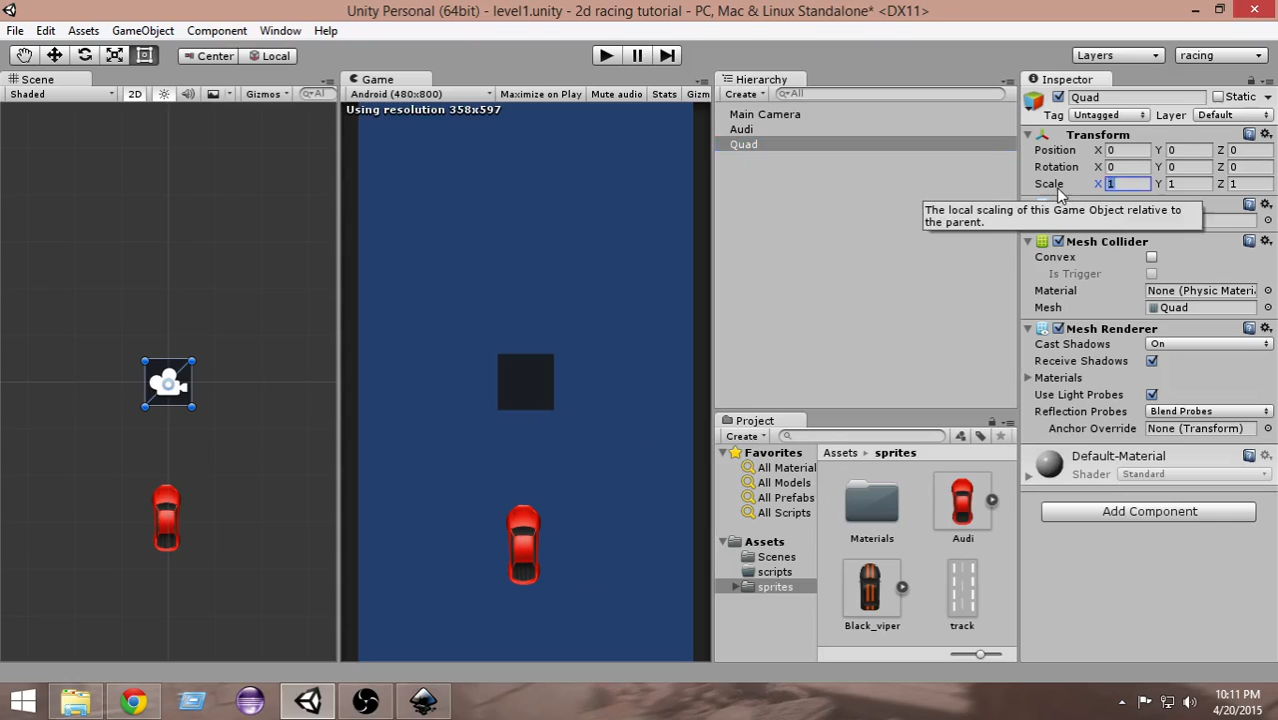 Unity Personal (64bit) - level1.unity - 2d racing tutorial - PC, Mac & Linux Standalone* <DX11>
File Edit Assets GameObject Component Window Help
Center Local Layers racing
Scene Game Hierarchy Inspector
Shaded 2D Gizmos All Android (480x800) Maximize on Play Mute audio Stats Gizm Create All Quad Static
Using resolution 358x597
Main Camera
Audi
Quad
Tag Untagged Layer Default
Transform
Position X 0 Y 0 Z 0
Rotation X 0 Y 0 Z 0
Scale X 1 Y 1 Z 1
The local scaling of this Game Object relative to
the parent.
Mesh Collider
Convex
Is Trigger
Material None (Physic Materi
Mesh Quad
Mesh Renderer
Cast Shadows On
Receive Shadows
Materials
Use Light Probes
Reflection Probes Blend Probes
Anchor Override None (Transform)
Default-Material
Shader Standard
Add Component
Project
Create
Favorites
All Material
All Models
All Prefabs
All Scripts
Assets
Scenes
scripts
sprites
Assets sprites
Materials Audi
Black_viper track
10:11 PM
4/20/2015